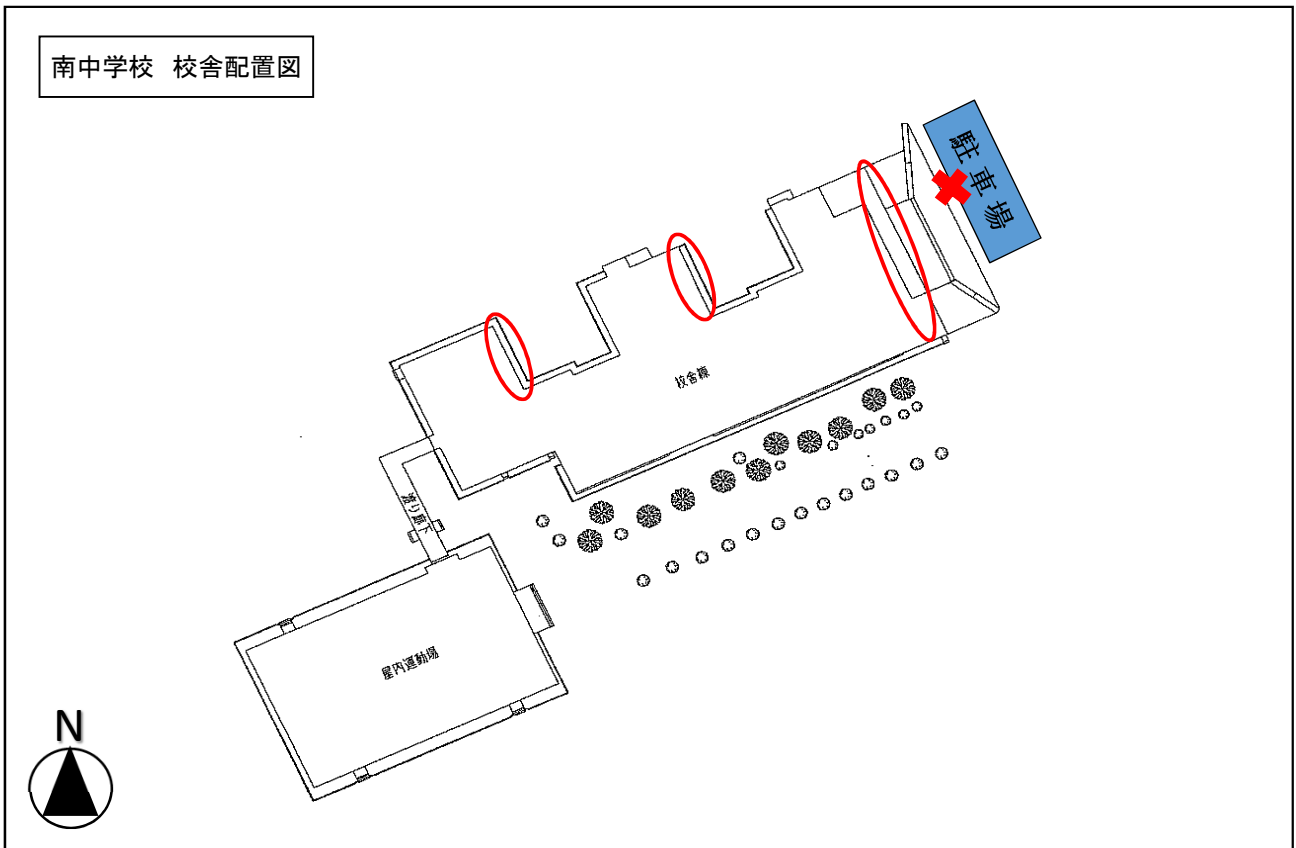 南中学校 校舎配置図
駐車場
校舎棟
渡り廊下
屋内運動場
N